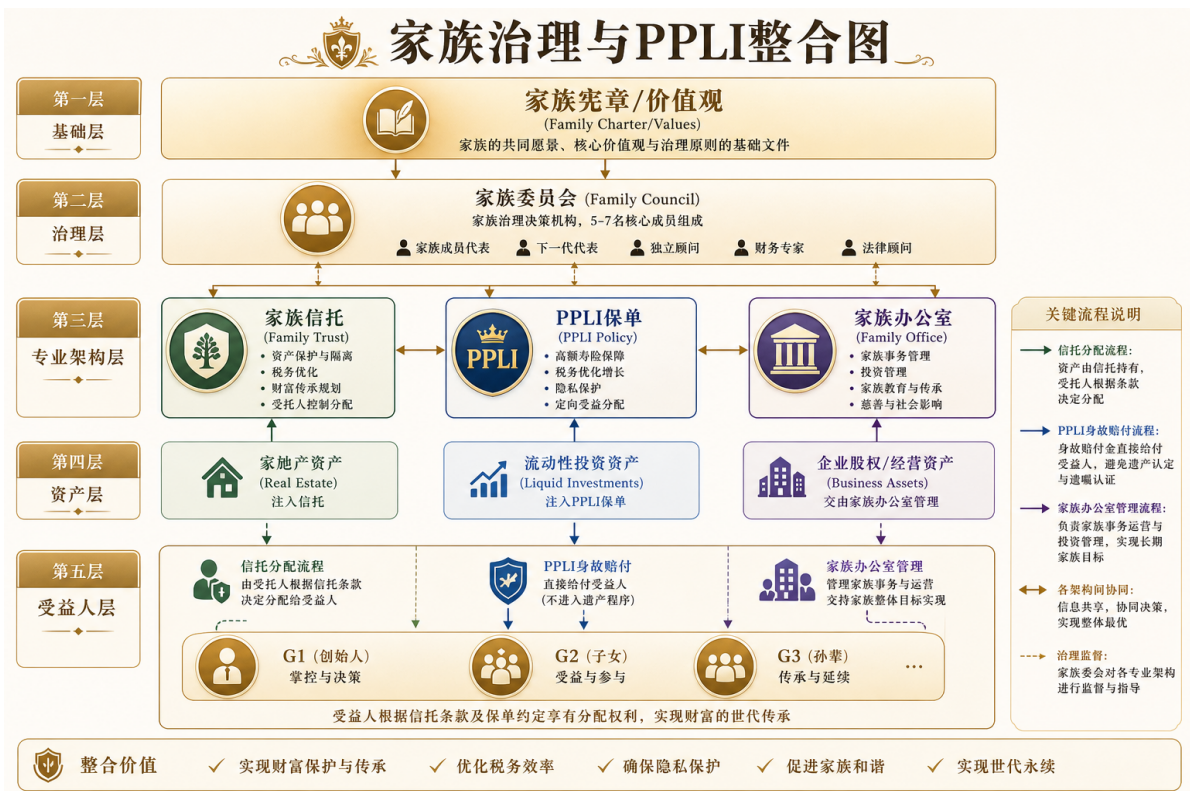 家族治理与PPLI整合图
第一层
基础层
家族宪章/价值观
(Family Charter/Values)
家族的共同愿景、核心价值观与治理原则的基础文件
第二层
治理层
家族委员会 (Family Council)
家族治理决策机构，5-7名核心成员组成
家族成员代表 下一代代表 独立顾问 财务专家 法律顾问
第三层
专业架构层
家族信托
(Family Trust)
• 资产保护与隔离
• 税务优化
• 财富传承规划
• 受托人控制分配
PPLI
PPLI保单
(PPLI Policy)
• 高额寿险保障
• 税务优化增长
• 隐私保护
• 定向受益分配
家族办公室
(Family Office)
• 家族事务管理
• 投资管理
• 家族教育与传承
• 慈善与社会影响
第四层
资产层
家地产资产
(Real Estate)
注入信托
流动性投资资产
(Liquid Investments)
注入PPLI保单
企业股权/经营资产
(Business Assets)
交由家族办公室管理
第五层
受益人层
信托分配流程
由受托人根据信托条款
决定分配给受益人
PPLI身故赔付
直接给付受益人
(不进入遗产程序)
家族办公室管理
管理家族事务与运营
交持家族整体目标实现
G1（创始人）
掌控与决策
G2（子女）
受益与参与
G3（孙辈）
传承与延续
...
受益人根据信托条款及保单约定享有分配权利，实现财富的世代传承
关键流程说明
信托分配流程:
资产由信托持有，
受托人根据条款
决定分配
PPLI身故赔付流程:
身故赔付金直接给付
受益人，避免遗产认定
与遗嘱认证
家族办公室管理流程:
负责家族事务运营与
投资管理，实现长期
家族目标
各架构间协同:
信息共享，协同决策，
实现整体最优
治理监督:
家族委员会对各专业架构
进行监督与指导
整合价值
✓ 实现财富保护与传承 ✓ 优化税务效率 ✓ 确保隐私保护 ✓ 促进家族和谐 ✓ 实现世代永续